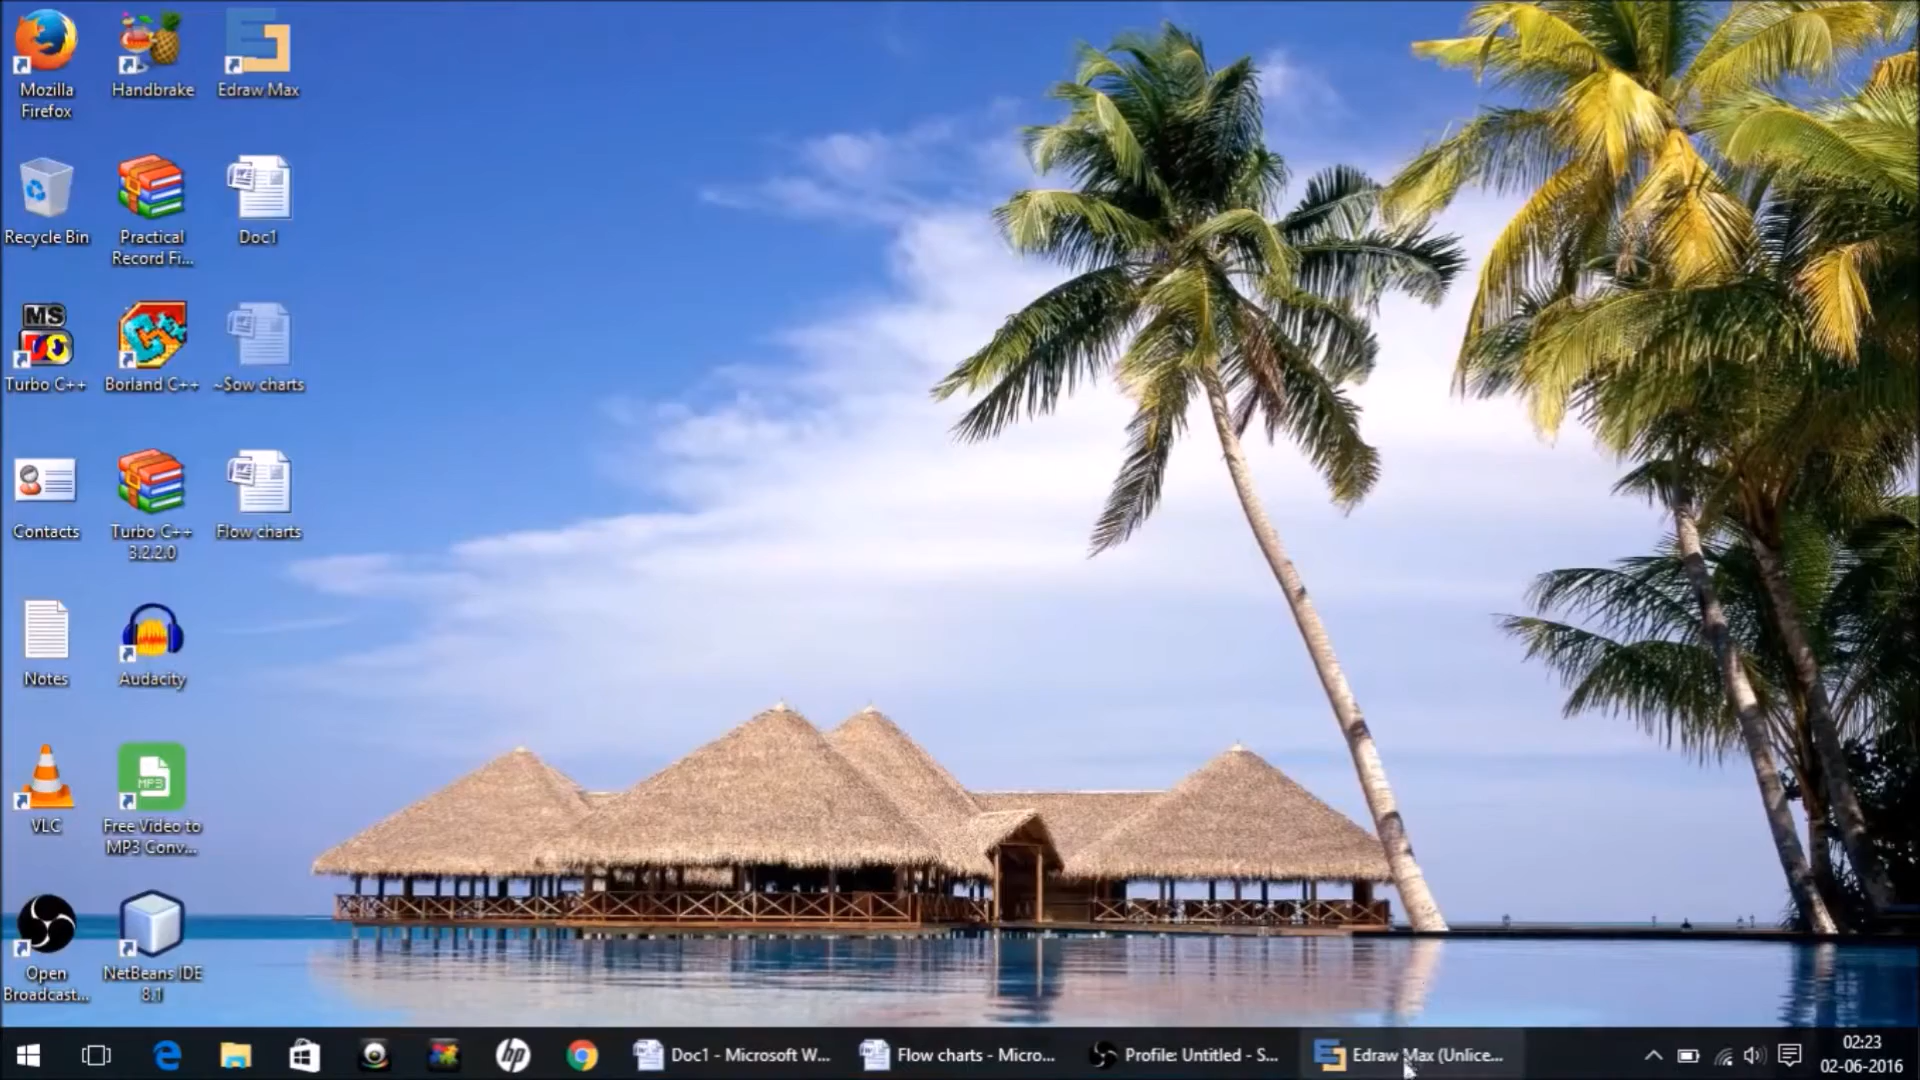 Mozilla
Firefox
Handbrake
Edraw Max
Recycle Bin
Practical
Record Fi...
Doc1
MS
Turbo C++
Borland C++
~Sow charts
Contacts
Turbo C++
3.2.2.0
Flow charts
Notes
Audacity
VLC
MP3
Free Video to
MP3 Conv...
Open
Broadcast...
NetBeans IDE
8.1
hp
Doc1 - Microsoft W...
Flow charts - Micro...
Profile: Untitled - S...
Edraw Max (Unlice...
02:23
02-06-2016